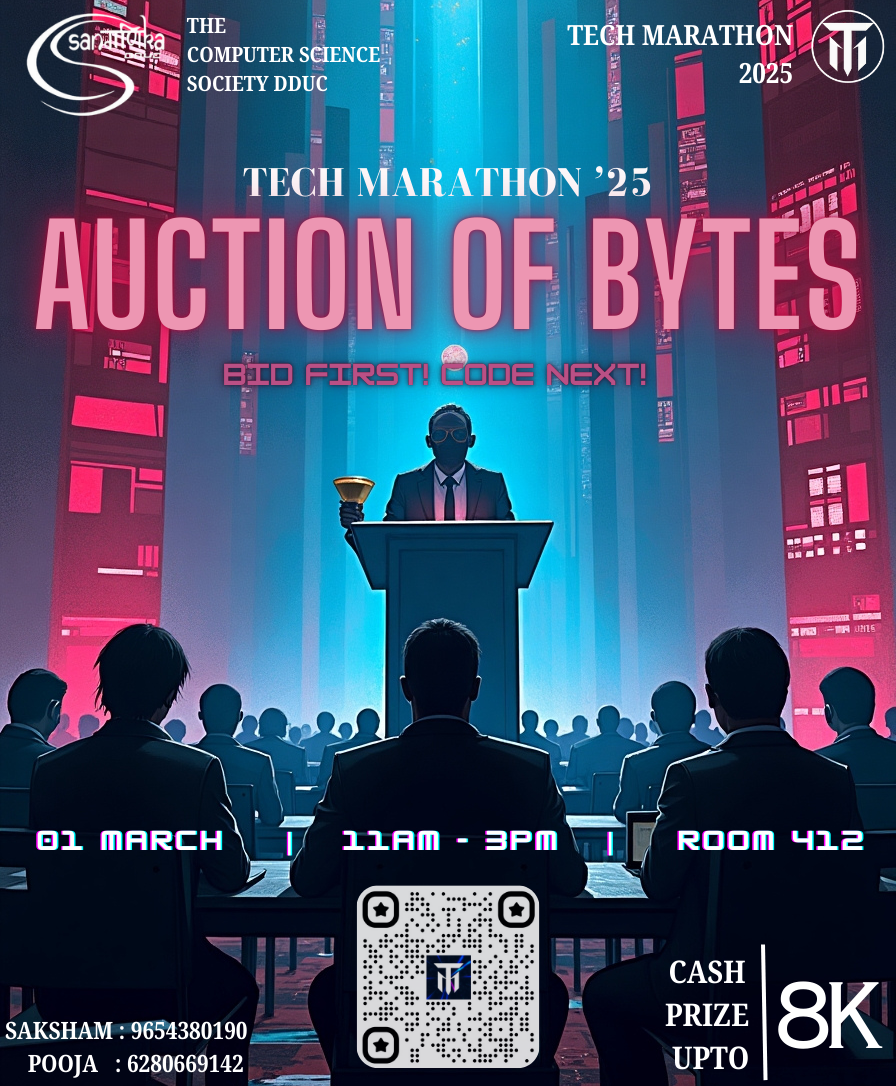 sanganika
THE
COMPUTER SCIENCE
SOCIETY DDUC
TECH MARATHON
2025
TECH MARATHON ’25
AUCTION OF BYTES
BID FIRST! CODE NEXT!
01 MARCH | 11AM - 3PM | ROOM 412
SAKSHAM : 9654380190
POOJA : 6280669142
CASH
PRIZE
UPTO
8K